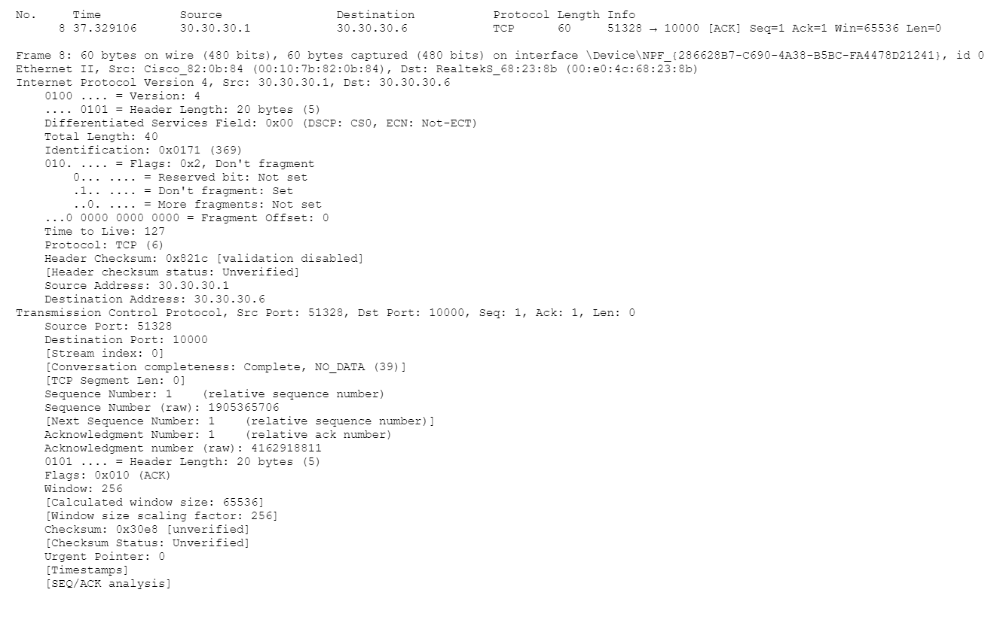 No. Time Source Destination Protocol Length Info
8 37.329106 30.30.30.1 30.30.30.6 TCP 60 51328 → 10000 [ACK] Seq=1 Ack=1 Win=65536 Len=0
Frame 8: 60 bytes on wire (480 bits), 60 bytes captured (480 bits) on interface \Device\NPF_{286628B7-C690-4A38-B5BC-FA4478D21241}, id 0
Ethernet II, Src: Cisco_82:0b:84 (00:10:7b:82:0b:84), Dst: RealtekS_68:23:8b (00:e0:4c:68:23:8b)
Internet Protocol Version 4, Src: 30.30.30.1, Dst: 30.30.30.6
0100 .... = Version: 4
.... 0101 = Header Length: 20 bytes (5)
Differentiated Services Field: 0x00 (DSCP: CS0, ECN: Not-ECT)
Total Length: 40
Identification: 0x0171 (369)
010. .... = Flags: 0x2, Don't fragment
0... .... = Reserved bit: Not set
.1.. .... = Don't fragment: Set
..0. .... = More fragments: Not set
...0 0000 0000 0000 = Fragment Offset: 0
Time to Live: 127
Protocol: TCP (6)
Header Checksum: 0x821c [validation disabled]
[Header checksum status: Unverified]
Source Address: 30.30.30.1
Destination Address: 30.30.30.6
Transmission Control Protocol, Src Port: 51328, Dst Port: 10000, Seq: 1, Ack: 1, Len: 0
Source Port: 51328
Destination Port: 10000
[Stream index: 0]
[Conversation completeness: Complete, NO_DATA (39)]
[TCP Segment Len: 0]
Sequence Number: 1 (relative sequence number)
Sequence Number (raw): 1905365706
[Next Sequence Number: 1 (relative sequence number)]
Acknowledgment Number: 1 (relative ack number)
Acknowledgment number (raw): 4162918811
0101 .... = Header Length: 20 bytes (5)
Flags: 0x010 (ACK)
Window: 256
[Calculated window size: 65536]
[Window size scaling factor: 256]
Checksum: 0x30e8 [unverified]
[Checksum Status: Unverified]
Urgent Pointer: 0
[Timestamps]
[SEQ/ACK analysis]